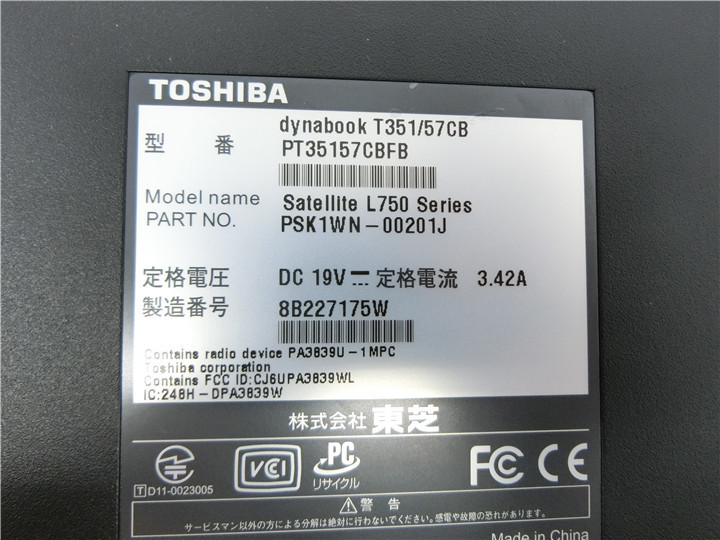 TOSHIBA
型 番 dynabook T351/57CB
PT35157CBFB
Model name Satellite L750 Series
PART NO. PSK1WN-00201J
定格電圧 DC 19V 定格電流 3.42A
製造番号 8B227175W
Contains radio device PA3839U-1MPC
Toshiba corporation
Contains FCC ID:CJ6UPA3839WL
IC:248H-DPA3839W
株式会社 東芝
VCI PC FC CE
リサイクル
T D11-0023005
警告
サービスマン以外の方による分解は絶対に行わないでください。感電や故障の恐れがあります。
Made in China